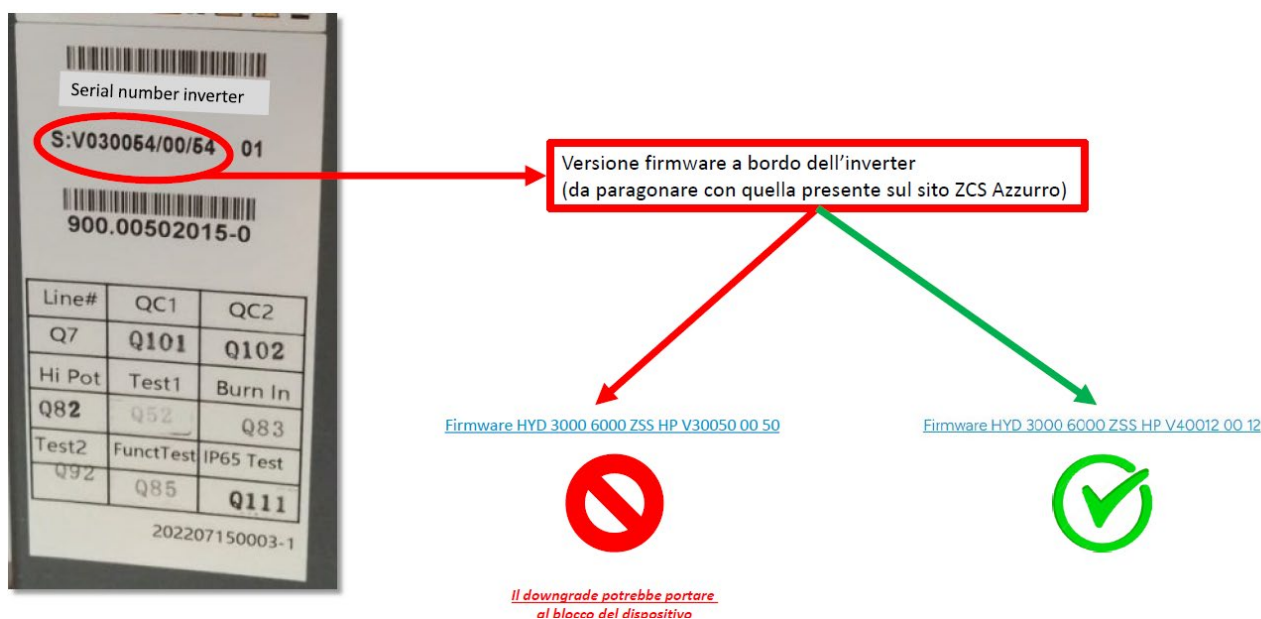 Serial number inverter
S:V030054/00/54 01
900.00502015-0
Line# QC1 QC2
Q7 Q101 Q102
Hi Pot Test1 Burn In
Q82 Q52 Q83
Test2 FunctTest IP65 Test
Q92 Q85 Q111
202207150003-1
Versione firmware a bordo dell’inverter
(da paragonare con quella presente sul sito ZCS Azzurro)
Firmware HYD 3000 6000 ZSS HP V30050 00 50
Firmware HYD 3000 6000 ZSS HP V40012 00 12
Il downgrade potrebbe portare
al blocco del dispositivo